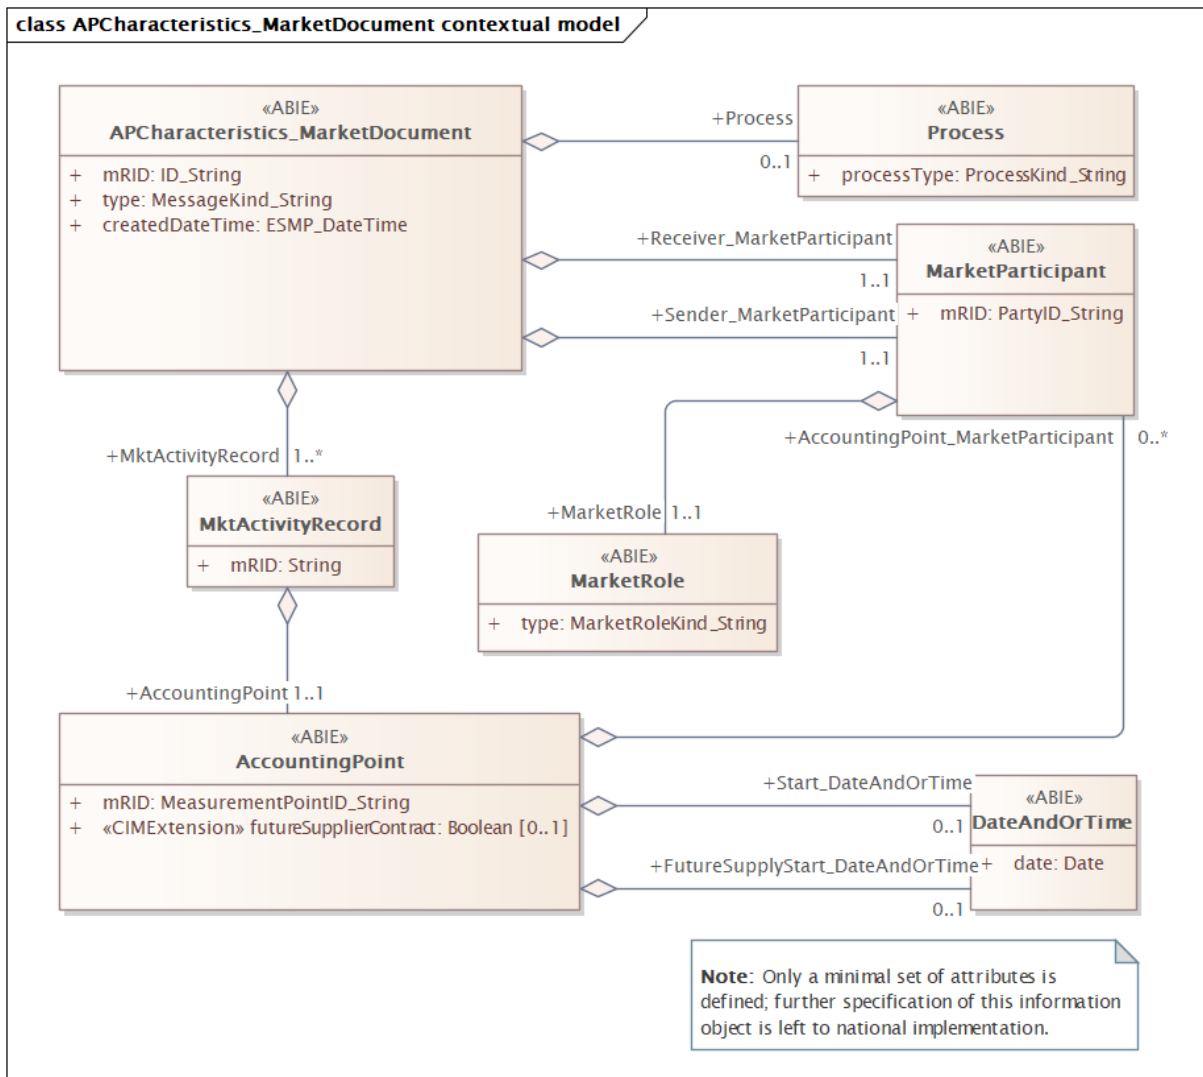 class APCharacteristics_MarketDocument contextual model
«ABIE»
APCharacteristics_MarketDocument
+ mRID: ID_String
+ type: MessageKind_String
+ createdDateTime: ESMP_DateTime
+Process
0..1
«ABIE»
Process
+ processType: ProcessKind_String
+Receiver_MarketParticipant
1..1
+Sender_MarketParticipant
1..1
«ABIE»
MarketParticipant
+ mRID: PartyID_String
+AccountingPoint_MarketParticipant 0..*
+MktActivityRecord 1..*
«ABIE»
MktActivityRecord
+ mRID: String
+MarketRole 1..1
«ABIE»
MarketRole
+ type: MarketRoleKind_String
+AccountingPoint 1..1
«ABIE»
AccountingPoint
+ mRID: MeasurementPointID_String
+ «CIMExtension» futureSupplierContract: Boolean [0..1]
+Start_DateAndOrTime
0..1
+FutureSupplyStart_DateAndOrTime
0..1
«ABIE»
DateAndOrTime
+ date: Date
Note: Only a minimal set of attributes is
defined; further specification of this information
object is left to national implementation.